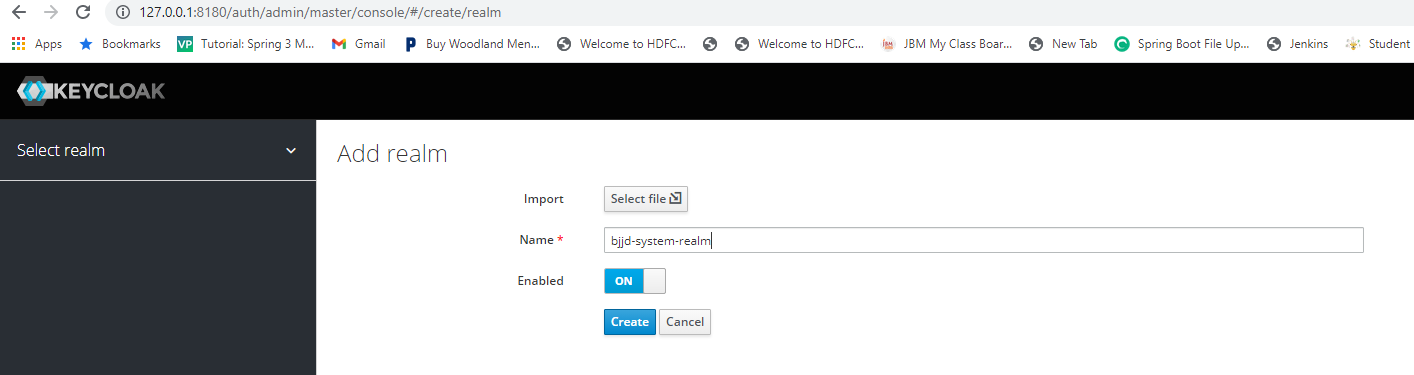 127.0.0.1:8180/auth/admin/master/console/#/create/realm
Apps Bookmarks VP Tutorial: Spring 3 M... Gmail P Buy Woodland Men... Welcome to HDFC... Welcome to HDFC... JBM JBM My Class Boar... New Tab Spring Boot File Up... Jenkins Student
KEYCLOAK
Select realm
Add realm
Import Select file
Name * bjjd-system-realm
Enabled ON
Create Cancel